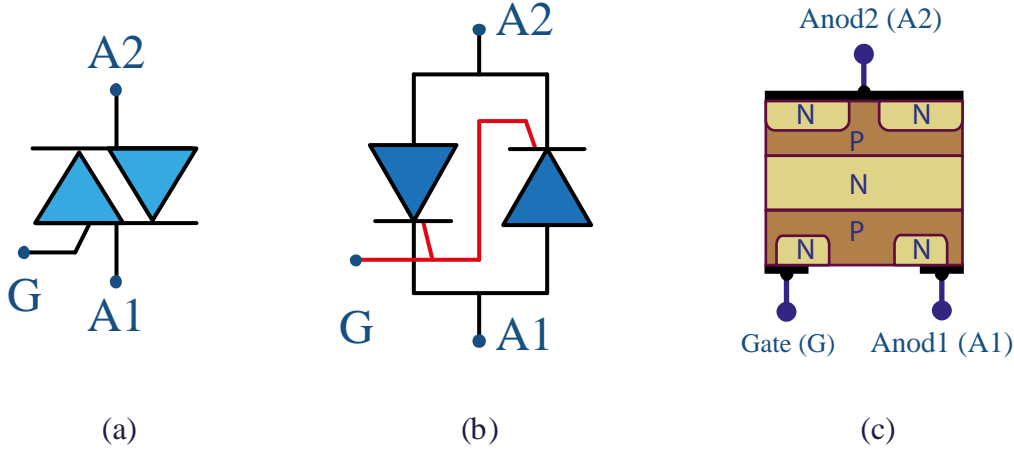 A2
G
A1
(a)
A2
G
A1
(b)
Anod2 (A2)
N
N
P
N
P
N
N
Gate (G)
Anod1 (A1)
(c)